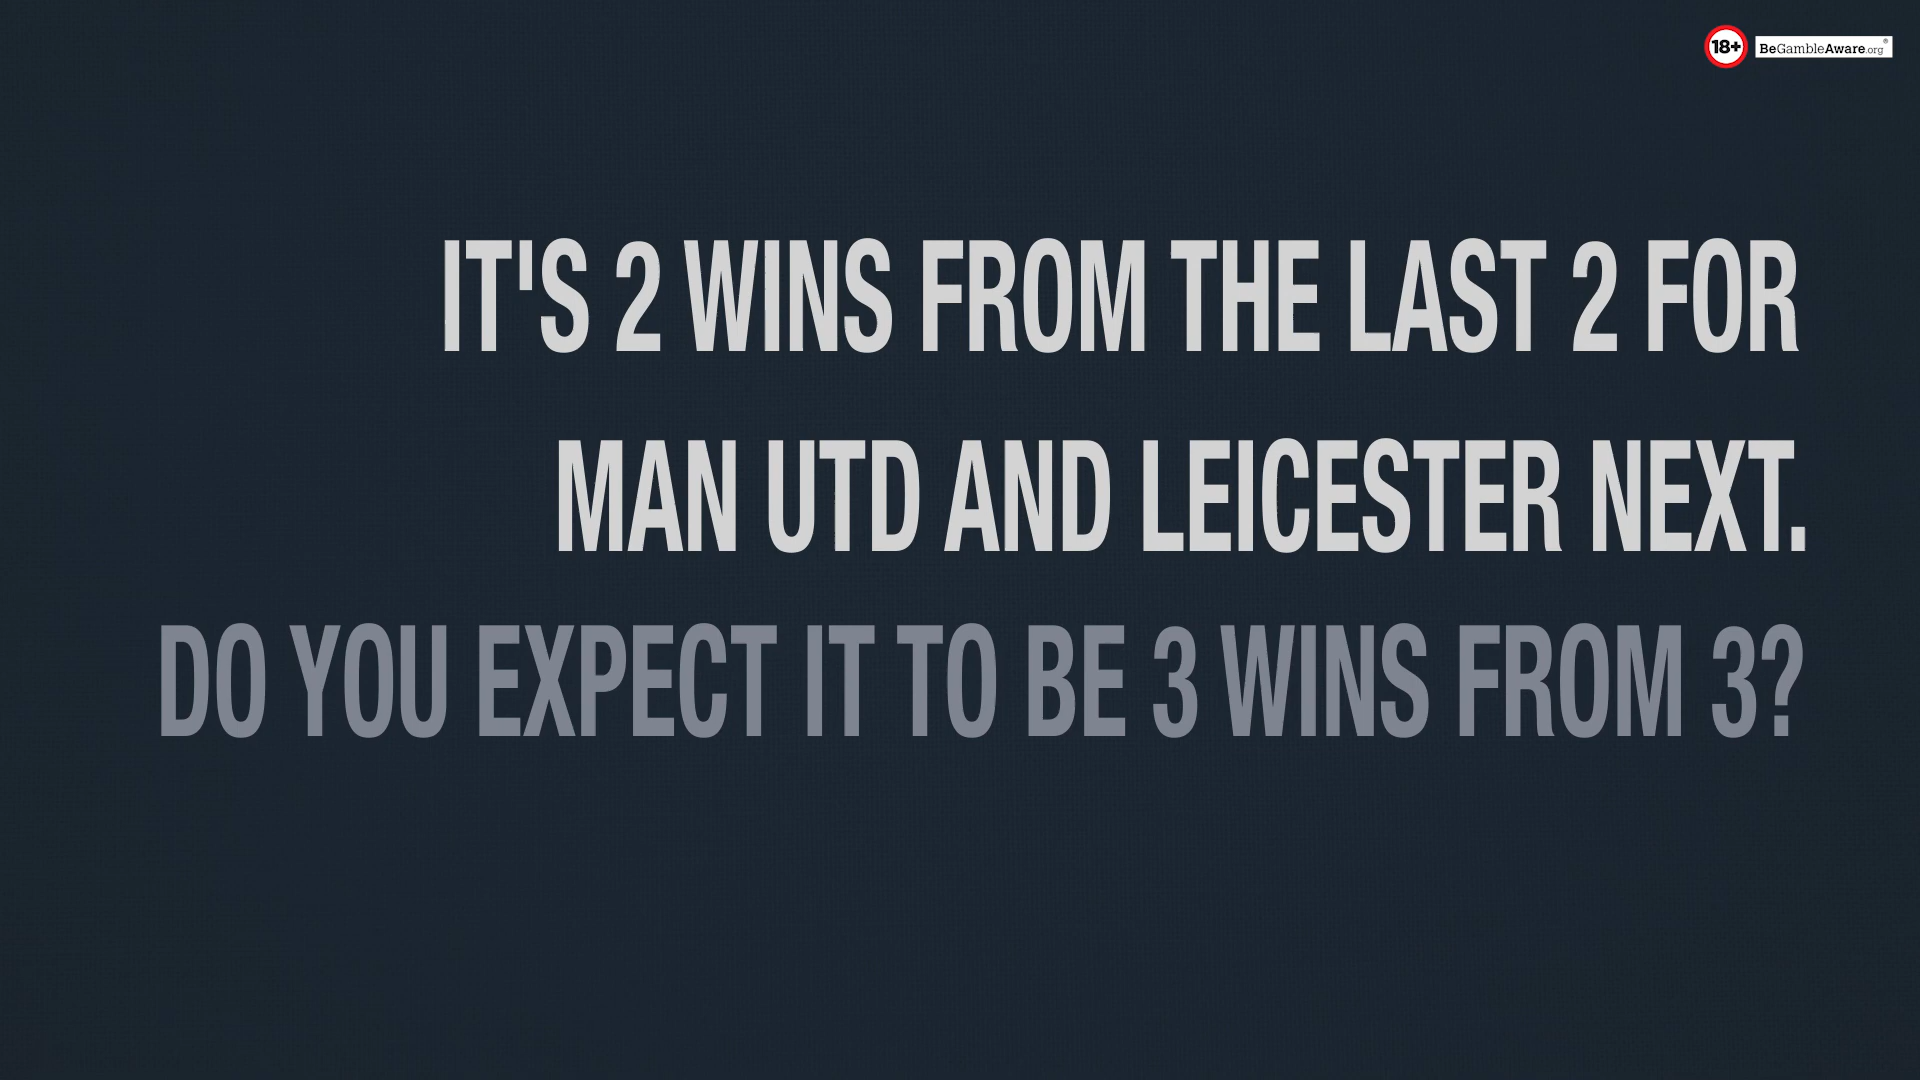 18+ BeGambleAware.org®
IT'S 2 WINS FROM THE LAST 2 FOR
MAN UTD AND LEICESTER NEXT.
DO YOU EXPECT IT TO BE 3 WINS FROM 3?